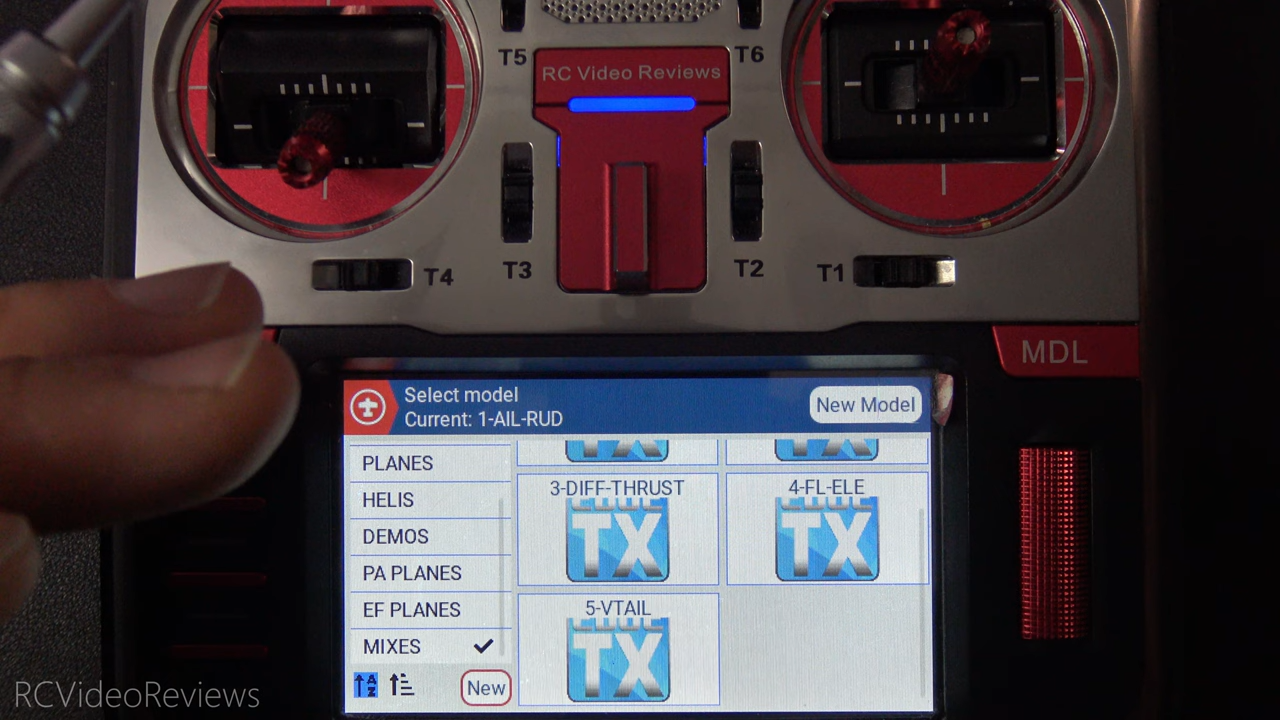 T5
T6
RC Video Reviews
T4
T3
T2
T1
MDL
Select model
Current: 1-AIL-RUD
New Model
PLANES
HELIS
DEMOS
PA PLANES
EF PLANES
MIXES
3-DIFF-THRUST
TX
4-FL-ELE
TX
5-VTAIL
TX
AZ
New
RCVideoReviews